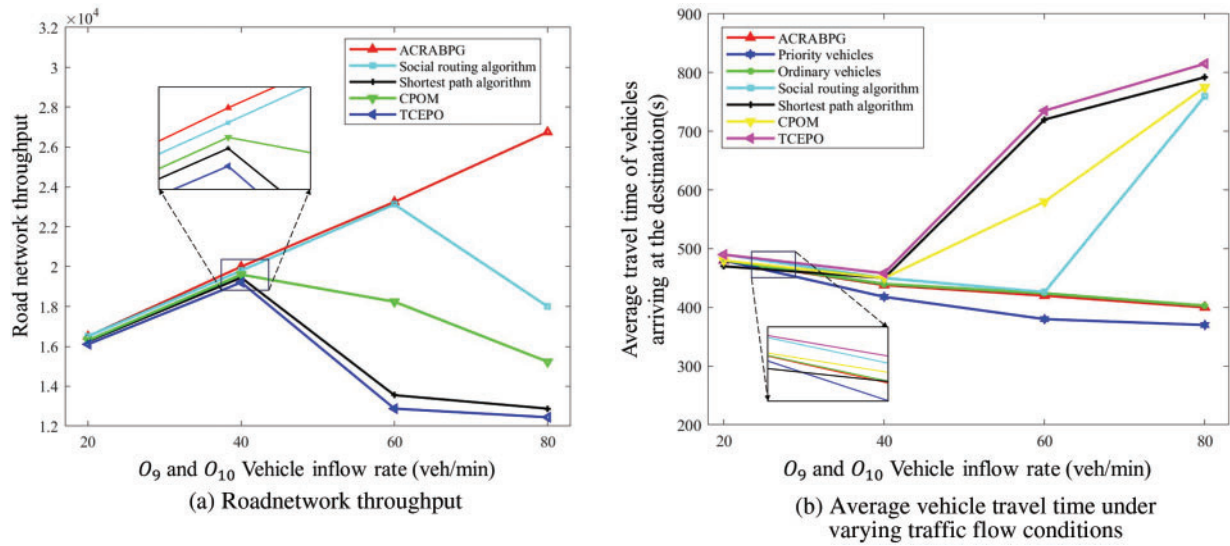 ×10⁴
3.2
3
2.8
2.6
2.4
2.2
2
1.8
1.6
1.4
1.2
Road network throughput
ACRABPG
Social routing algorithm
Shortest path algorithm
CPOM
TCEPO
20
40
60
80
O₉ and O₁₀ Vehicle inflow rate (veh/min)
(a) Roadnetwork throughput
900
800
700
600
500
400
300
200
Average travel time of vehicles
arriving at the destination(s)
ACRABPG
Priority vehicles
Ordinary vehicles
Social routing algorithm
Shortest path algorithm
CPOM
TCEPO
20
40
60
80
O₉ and O₁₀ Vehicle inflow rate (veh/min)
(b) Average vehicle travel time under
varying traffic flow conditions